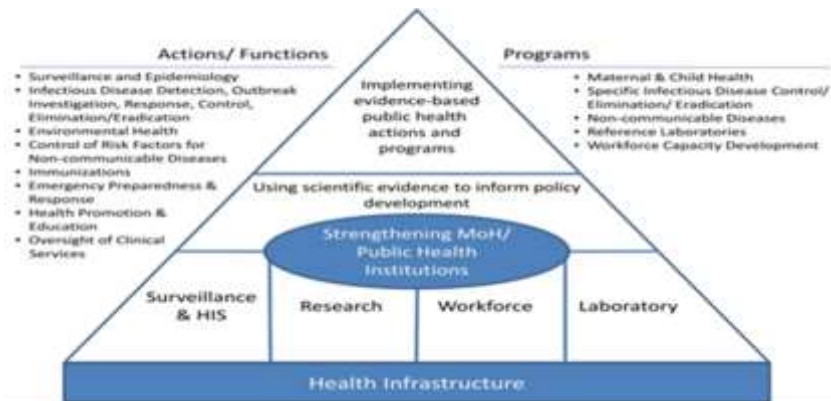 Actions/ Functions
• Surveillance and Epidemiology
• Infectious Disease Detection, Outbreak
Investigation, Response, Control,
Elimination/Eradication
• Environmental Health
• Control of Risk Factors for
Non-communicable Diseases
• Immunizations
• Emergency Preparedness &
Response
• Health Promotion &
Education
• Oversight of Clinical
Services
Programs
• Maternal & Child Health
• Specific Infectious Disease Control/
Elimination/ Eradication
• Non-communicable Diseases
• Reference Laboratories
• Workforce Capacity Development
Implementing
evidence-based
public health
actions and
programs
Using scientific evidence to inform policy
development
Strengthening MoH/
Public Health
Institutions
Surveillance
& HIS
Research
Workforce
Laboratory
Health Infrastructure